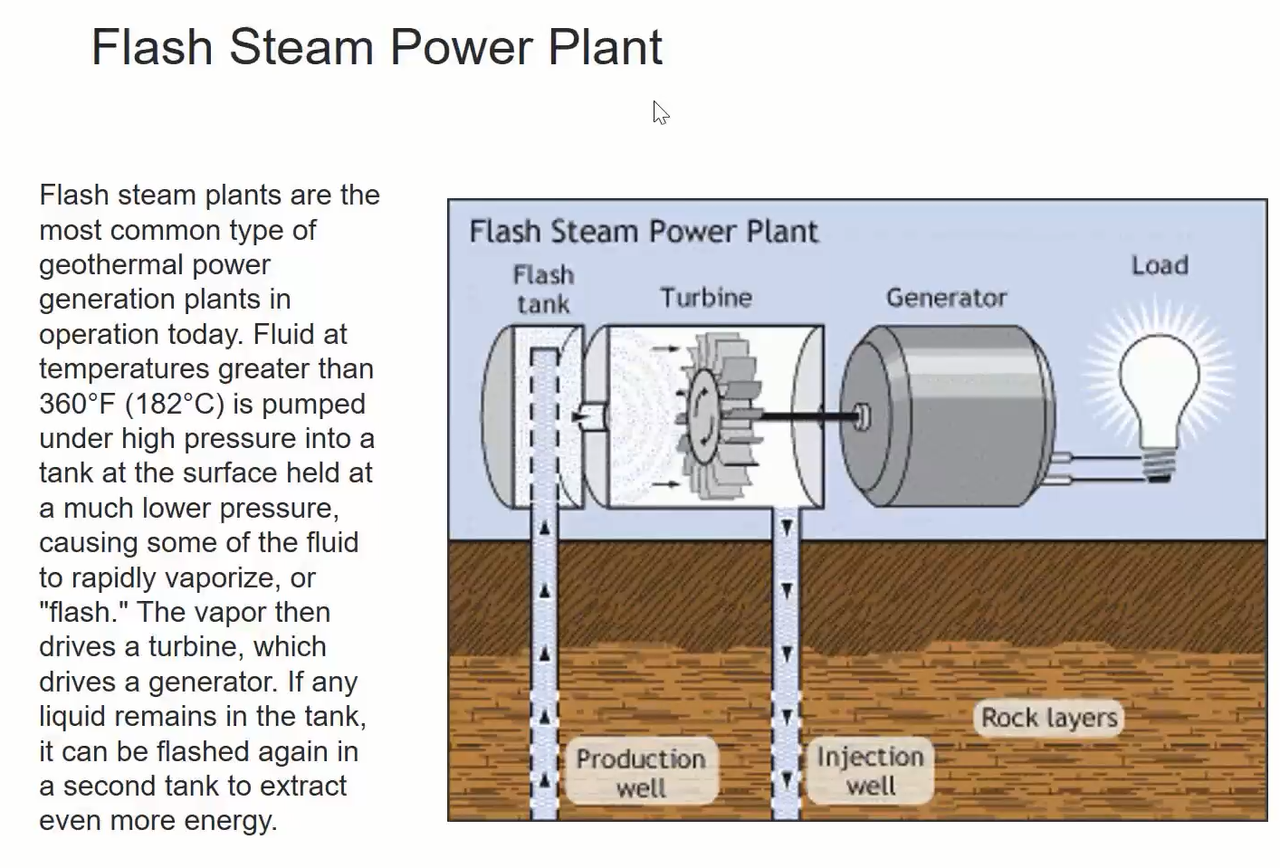 Flash Steam Power Plant
Flash steam plants are the
most common type of
geothermal power
generation plants in
operation today. Fluid at
temperatures greater than
360°F (182°C) is pumped
under high pressure into a
tank at the surface held at
a much lower pressure,
causing some of the fluid
to rapidly vaporize, or
"flash." The vapor then
drives a turbine, which
drives a generator. If any
liquid remains in the tank,
it can be flashed again in
a second tank to extract
even more energy.
Flash Steam Power Plant
Flash
tank
Turbine
Generator
Load
Rock layers
Production
well
Injection
well